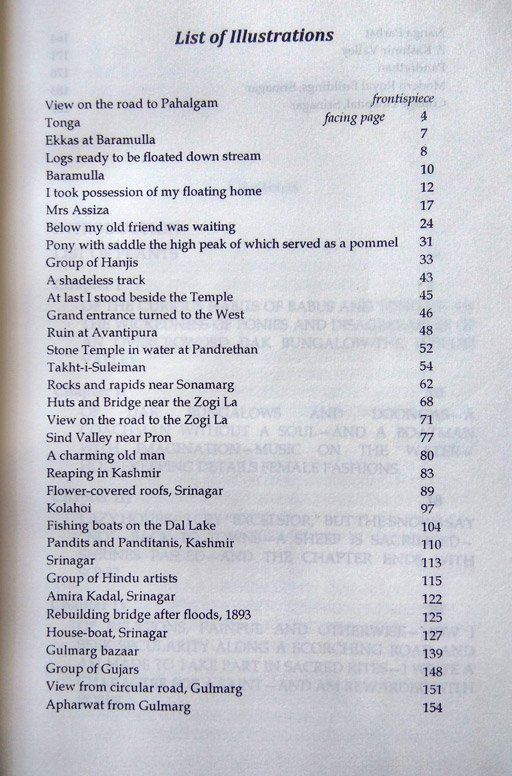 List of Illustrations
View on the road to Pahalgam frontispiece
Tonga facing page 4
Ekkas at Baramulla 7
Logs ready to be floated down stream 8
Baramulla 10
I took possession of my floating home 12
Mrs Assiza 17
Below my old friend was waiting 24
Pony with saddle the high peak of which served as a pommel 31
Group of Hanjis 33
A shadeless track 43
At last I stood beside the Temple 45
Grand entrance turned to the West 46
Ruin at Avantipura 48
Stone Temple in water at Pandrethan 52
Takht-i-Suleiman 54
Rocks and rapids near Sonamarg 62
Huts and Bridge near the Zogi La 68
View on the road to the Zogi La 71
Sind Valley near Pron 77
A charming old man 80
Reaping in Kashmir 83
Flower-covered roofs, Srinagar 89
Kolahoi 97
Fishing boats on the Dal Lake 104
Pandits and Panditanis, Kashmir 110
Srinagar 113
Group of Hindu artists 115
Amira Kadal, Srinagar 122
Rebuilding bridge after floods, 1893 125
House-boat, Srinagar 127
Gulmarg bazaar 139
Group of Gujars 148
View from circular road, Gulmarg 151
Apharwat from Gulmarg 154